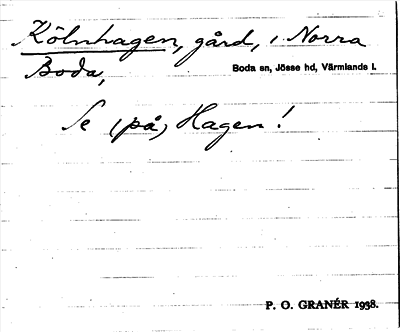 Kölnhagen, gård, i Norra
Boda,
Boda sn, Jösse hd, Värmlands l.
Se (på) Hagen!
P. O. GRANÉR 1938.